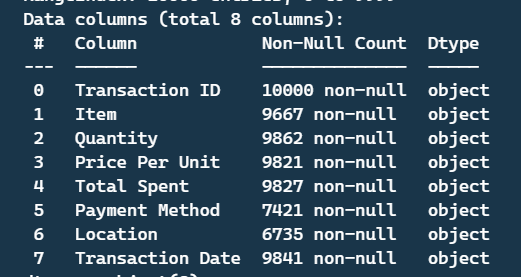 Data columns (total 8 columns):
 #   Column            Non-Null Count  Dtype
---  ------            --------------  -----
 0   Transaction ID    10000 non-null  object
 1   Item              9667 non-null   object
 2   Quantity          9862 non-null   object
 3   Price Per Unit    9821 non-null   object
 4   Total Spent       9827 non-null   object
 5   Payment Method    7421 non-null   object
 6   Location          6735 non-null   object
 7   Transaction Date  9841 non-null   object